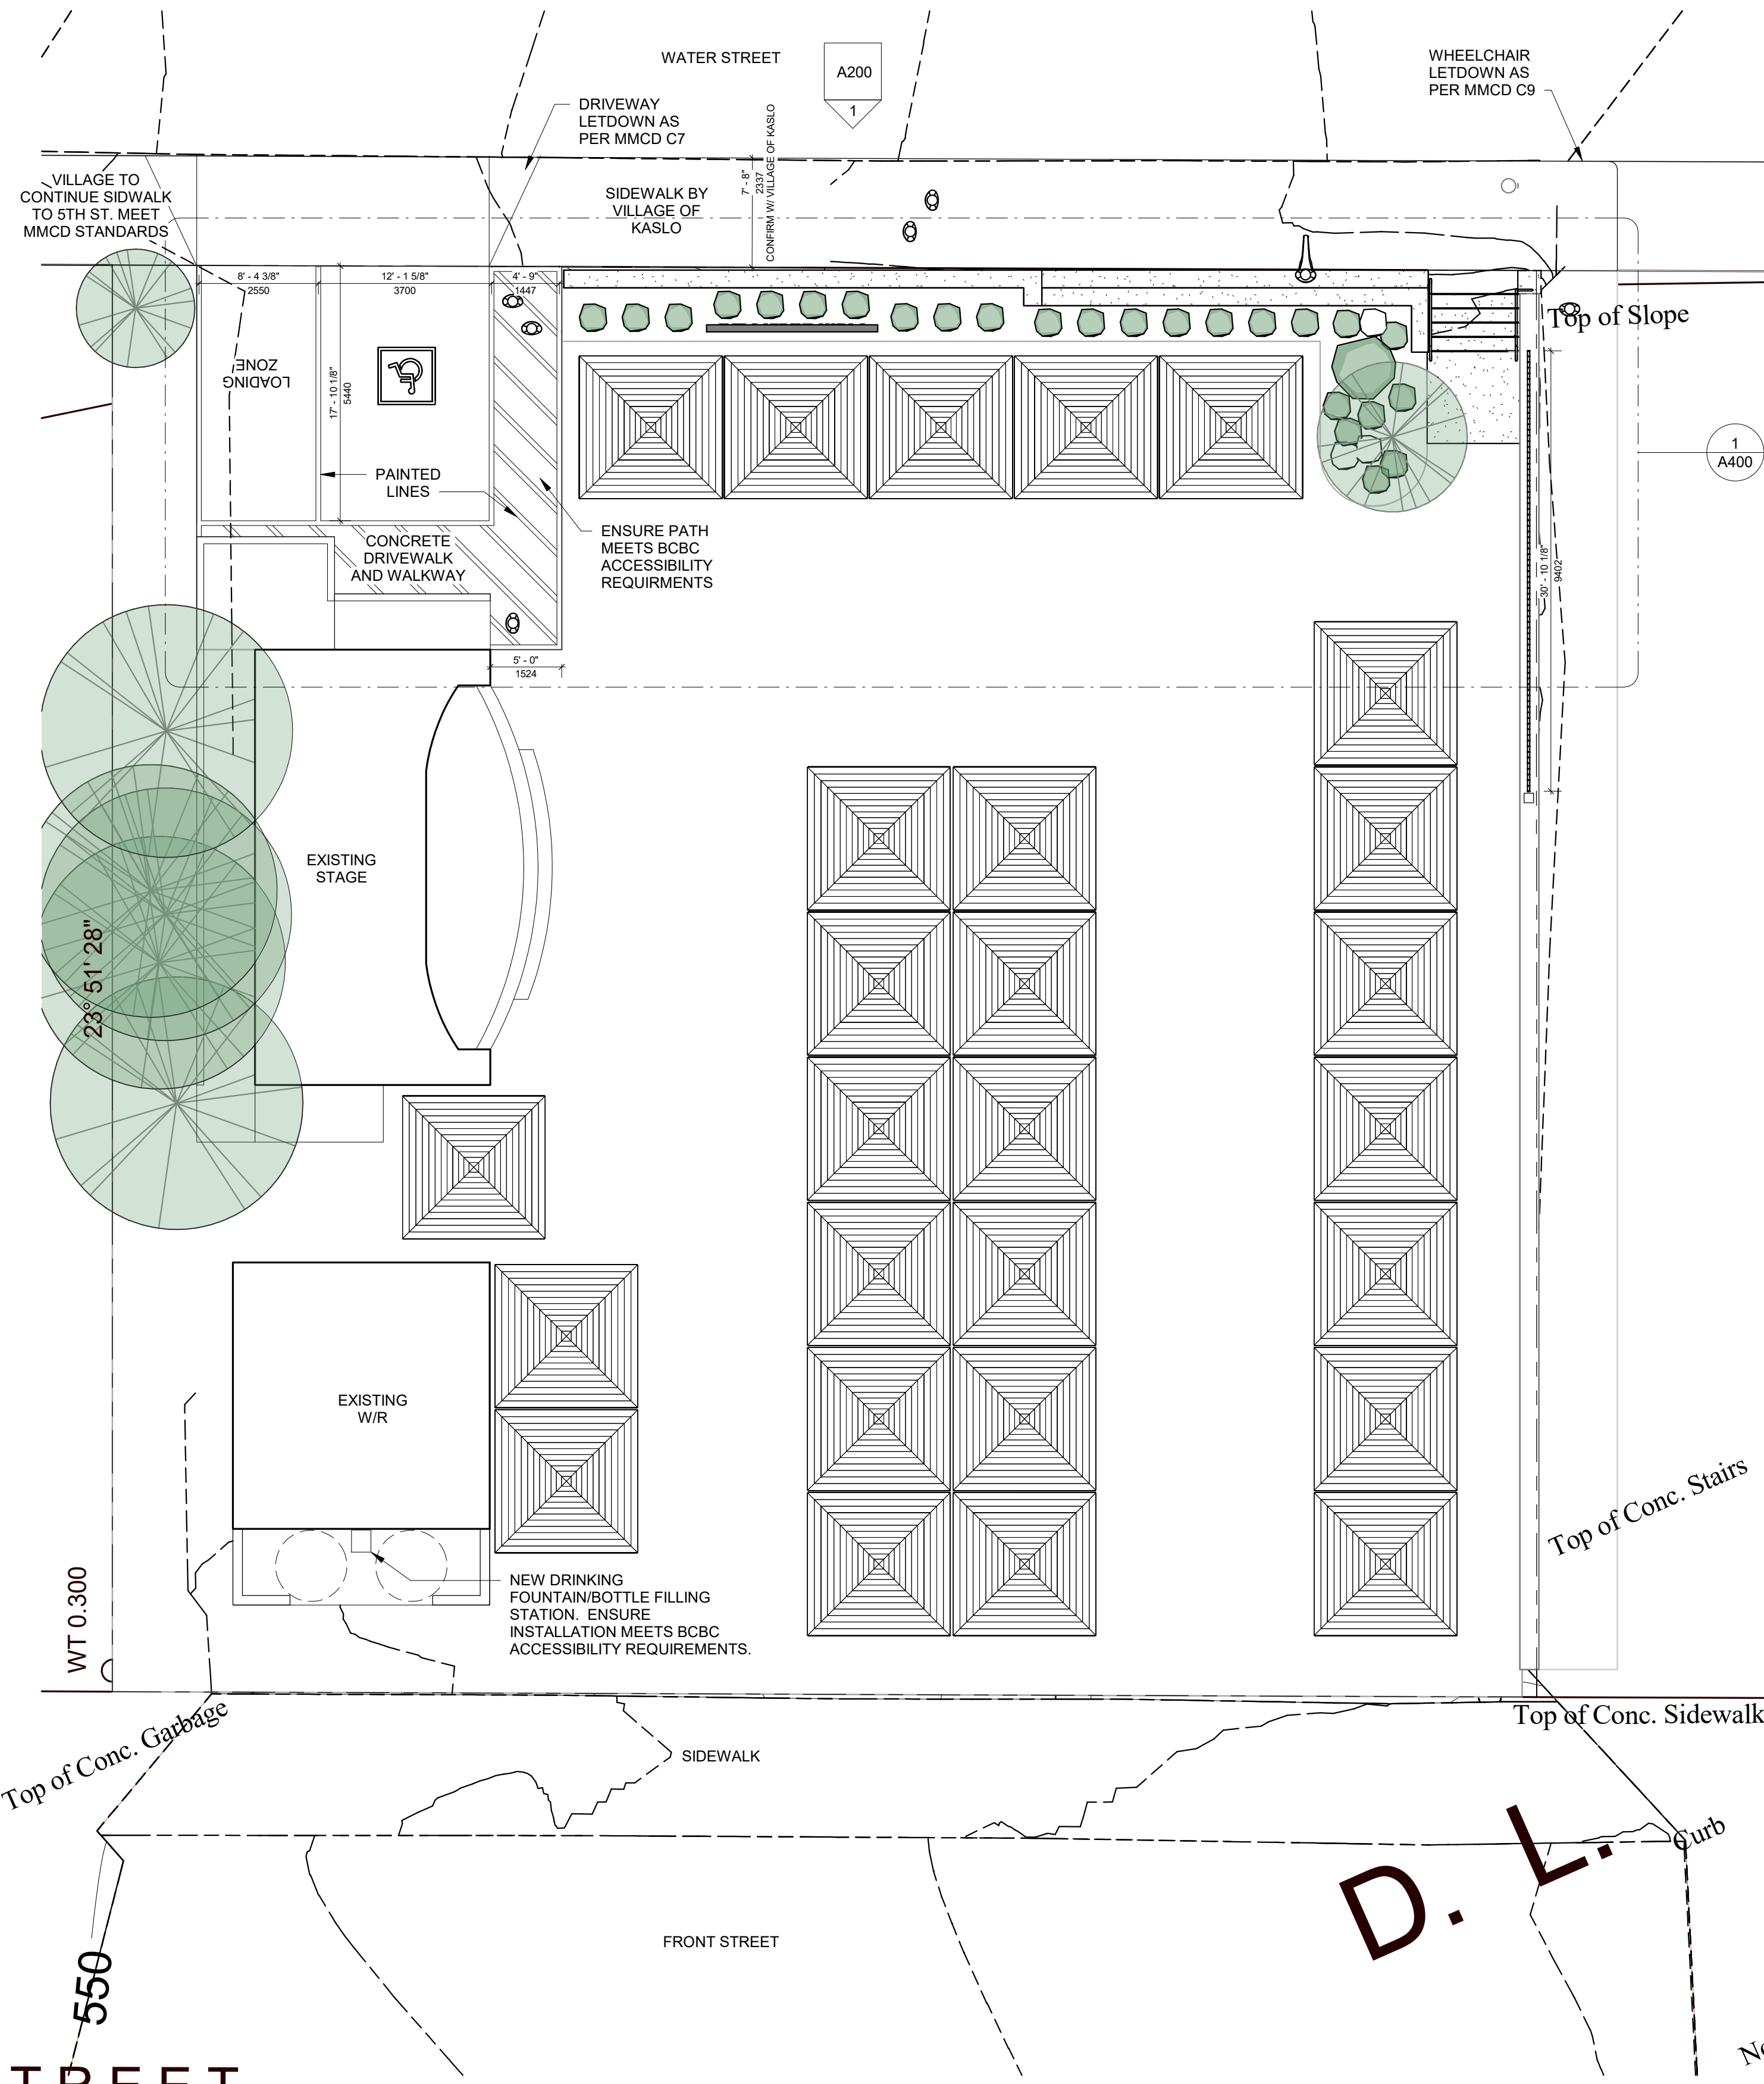 WATER STREET
A200
1
WHEELCHAIR
LETDOWN AS
PER MMCD C9
DRIVEWAY
LETDOWN AS
PER MMCD C7
7' - 8"
2337
CONFIRM W/ VILLAGE OF KASLO
VILLAGE TO
CONTINUE SIDWALK
TO 5TH ST. MEET
MMCD STANDARDS
SIDEWALK BY
VILLAGE OF
KASLO
8' - 4 3/8"
2550
12' - 1 5/8"
3700
4' - 9"
1447
Top of Slope
LOADING
ZONE
17' - 10 1/8"
5440
1
A400
PAINTED
LINES
ENSURE PATH
MEETS BCBC
ACCESSIBILITY
REQUIRMENTS
CONCRETE
DRIVEWALK
AND WALKWAY
30' - 10 1/8"
9402
5' - 0"
1524
EXISTING
STAGE
23° 51' 28"
EXISTING
W/R
Top of Conc. Stairs
NEW DRINKING
FOUNTAIN/BOTTLE FILLING
STATION.  ENSURE
INSTALLATION MEETS BCBC
ACCESSIBILITY REQUIREMENTS.
WT 0.300
Top of Conc. Garbage
Top of Conc. Sidewalk
SIDEWALK
Curb
D. L.
FRONT STREET
550
TREET